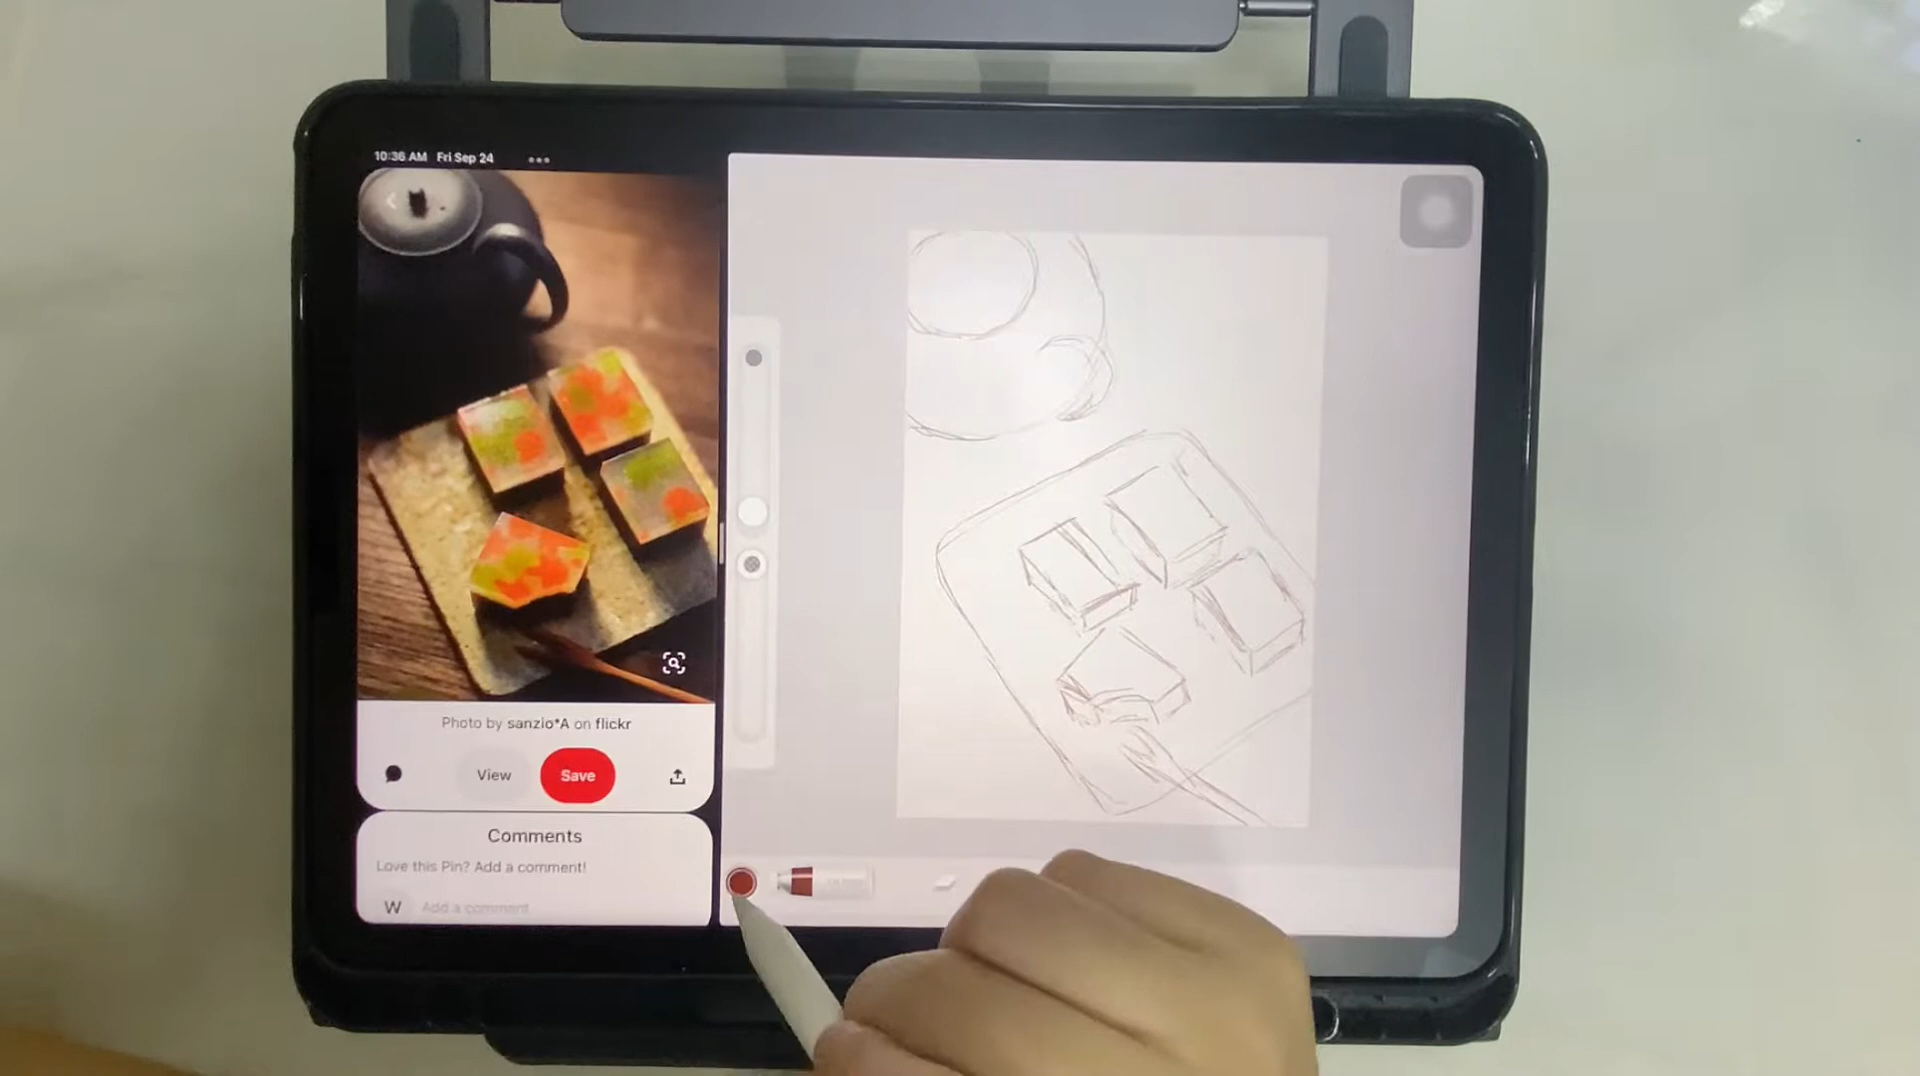 10:36 AM Fri Sep 24
Photo by sanzio*A on flickr
View
Save
Comments
Love this Pin? Add a comment!
W
Add a comment